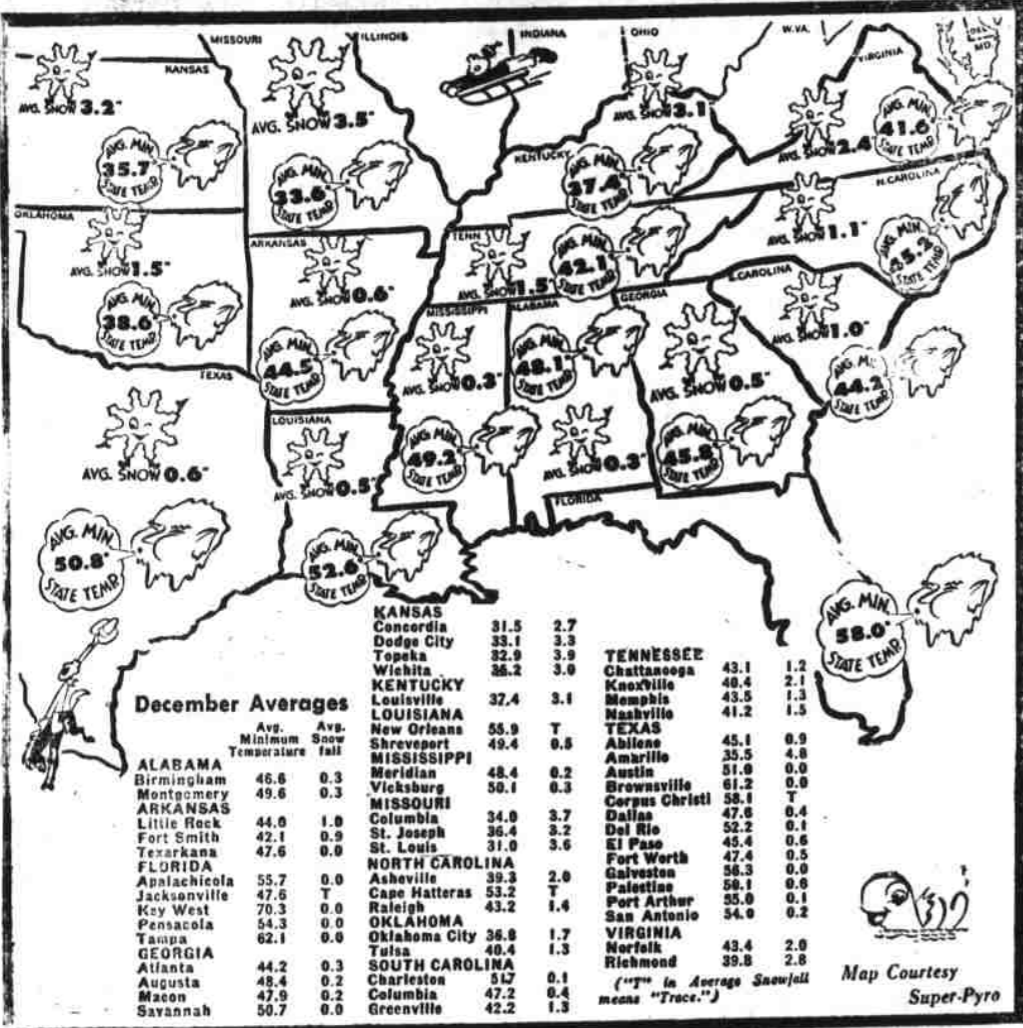 MISSOURI
ILLINOIS
INDIANA
OHIO
W.VA.
VIRGINIA
DEL
MD.
KANSAS
AVG. SNOW 3.2"
AVG. MIN. 35.7° STATE TEMP.
AVG. SNOW 3.5"
AVG. MIN. 33.6° STATE TEMP.
AVG. SNOW 3.1"
KENTUCKY
AVG. MIN. 37.4° STATE TEMP.
AVG. SNOW 2.4"
AVG. MIN. 41.6 STATE TEMP.
OKLAHOMA
AVG. SNOW 1.5"
AVG. MIN. 38.6° STATE TEMP.
ARKANSAS
AVG. SNOW 0.6"
AVG. MIN. 44.5° STATE TEMP.
TENN
AVG. SNOW 1.5"
AVG. MIN. 42.1° STATE TEMP.
N.CAROLINA
AVG. SNOW 1.1"
AVG. MIN. 45.2 STATE TEMP.
S.CAROLINA
AVG. SNOW 1.0"
44.2 STATE TEMP.
MISSISSIPPI
AVG. SNOW 0.3"
AVG. MIN. 49.2° STATE TEMP.
ALABAMA
AVG. MIN. 48.1° STATE TEMP.
AVG. SNOW 0.3"
GEORGIA
AVG. SNOW 0.5"
AVG. MIN. 45.8° STATE TEMP.
TEXAS
AVG. SNOW 0.6"
AVG. MIN. 50.8° STATE TEMP.
LOUISIANA
AVG. SNOW 0.5"
AVG. MIN. 52.6° STATE TEMP.
FLORIDA
AVG. MIN. 58.0° STATE TEMP.
December Averages
Avg. Minimum Temperature
Avg. Snow fall
ALABAMA
Birmingham 46.6 0.3
Montgomery 49.6 0.3
ARKANSAS
Little Rock 44.0 1.0
Fort Smith 42.1 0.9
Texarkana 47.6 0.0
FLORIDA
Apalachicola 55.7 0.0
Jacksonville 47.6 T
Key West 70.3 0.0
Pensacola 54.3 0.0
Tampa 62.1 0.0
GEORGIA
Atlanta 44.2 0.3
Augusta 48.4 0.2
Macon 47.9 0.2
Savannah 50.7 0.0
KANSAS
Concordia 31.5 2.7
Dodge City 33.1 3.3
Topeka 32.9 3.9
Wichita 36.2 3.0
KENTUCKY
Louisville 37.4 3.1
LOUISIANA
New Orleans 55.9 T
Shreveport 49.4 0.5
MISSISSIPPI
Meridian 48.4 0.2
Vicksburg 50.1 0.3
MISSOURI
Columbia 34.0 3.7
St. Joseph 36.4 3.2
St. Louis 31.0 3.6
NORTH CAROLINA
Asheville 39.3 2.0
Cape Hatteras 53.2 T
Raleigh 43.2 1.4
OKLAHOMA
Oklahoma City 36.8 1.7
Tulsa 40.4 1.3
SOUTH CAROLINA
Charleston 51.7 0.1
Columbia 47.2 0.4
Greenville 42.2 1.3
TENNESSEE
Chattanooga 43.1 1.2
Knoxville 40.4 2.1
Memphis 43.5 1.3
Nashville 41.2 1.5
TEXAS
Abilene 45.1 0.9
Amarillo 35.5 4.8
Austin 51.0 0.0
Brownsville 61.2 0.0
Corpus Christi 58.1 T
Dallas 47.6 0.4
Del Rio 52.2 0.1
El Paso 45.4 0.6
Fort Worth 47.4 0.5
Galveston 56.3 0.0
Palestine 50.1 0.6
Port Arthur 55.0 0.1
San Antonio 54.0 0.2
VIRGINIA
Norfolk 43.4 2.0
Richmond 39.8 2.8
("T" in Average Snowfall
means "Trace.")
Map Courtesy
Super-Pyro